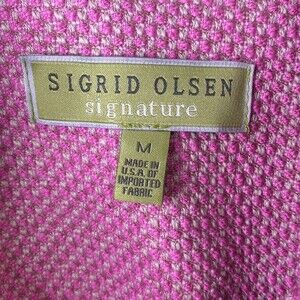 SIGRID OLSEN
signature
M
MADE IN
U.S.A. OF
IMPORTED
FABRIC